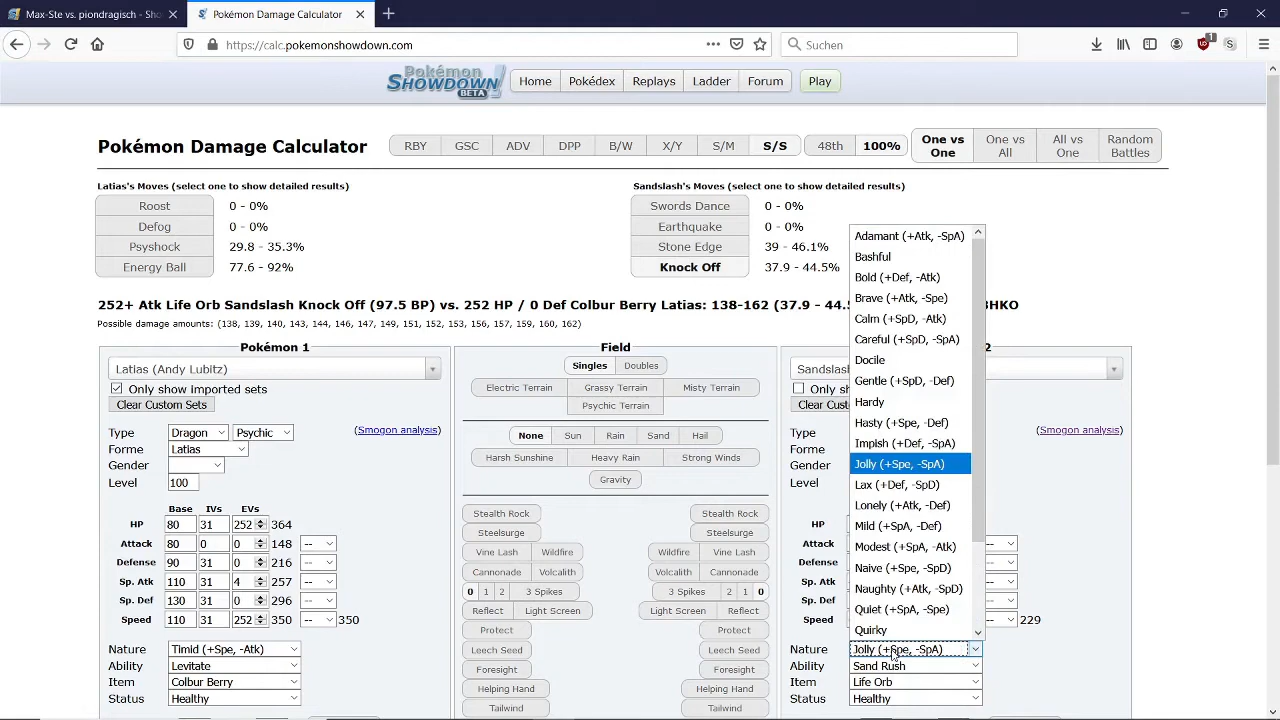 Max-Ste vs. piondragisch - Sho
Pokémon Damage Calculator
https://calc.pokemonshowdown.com
Suchen
1
Pokémon
SHOWDOWN!
BETA
Home
Pokédex
Replays
Ladder
Forum
Play
Pokémon Damage Calculator
RBY GSC ADV DPP B/W X/Y S/M S/S
48th 100%
One vs One
One vs All
All vs One
Random Battles
Latias's Moves (select one to show detailed results)
Roost 0 - 0%
Defog 0 - 0%
Psyshock 29.8 - 35.3%
Energy Ball 77.6 - 92%
Sandslash's Moves (select one to show detailed results)
Swords Dance 0 - 0%
Earthquake 0 - 0%
Stone Edge 39 - 46.1%
Knock Off 37.9 - 44.5%
252+ Atk Life Orb Sandslash Knock Off (97.5 BP) vs. 252 HP / 0 Def Colbur Berry Latias: 138-162 (37.9 - 44.5 3HKO
Possible damage amounts: (138, 139, 140, 143, 144, 146, 147, 149, 151, 152, 153, 156, 157, 159, 160, 162)
Pokémon 1
Latias (Andy Lubitz)
Only show imported sets
Clear Custom Sets
Type Dragon Psychic (Smogon analysis)
Forme Latias
Gender
Level 100
Base IVs EVs
HP 80 31 252 364
Attack 80 0 0 148 --
Defense 90 31 0 216 --
Sp. Atk 110 31 4 257 --
Sp. Def 130 31 0 296 --
Speed 110 31 252 350 -- 350
Nature Timid (+Spe, -Atk)
Ability Levitate
Item Colbur Berry
Status Healthy
Field
Singles Doubles
Electric Terrain Grassy Terrain Misty Terrain
Psychic Terrain
None Sun Rain Sand Hail
Harsh Sunshine Heavy Rain Strong Winds
Gravity
Stealth Rock Stealth Rock
Steelsurge Steelsurge
Vine Lash Wildfire Wildfire Vine Lash
Cannonade Volcalith Volcalith Cannonade
0 1 2 3 Spikes 3 Spikes 2 1 0
Reflect Light Screen Light Screen Reflect
Protect Protect
Leech Seed Leech Seed
Foresight Foresight
Helping Hand Helping Hand
Tailwind Tailwind
2
Sandslash
Only sh
Clear Cus
Type (Smogon analysis)
Forme
Gender
Level
HP
Attack --
Defense --
Sp. Atk --
Sp. Def --
Speed -- 229
Adamant (+Atk, -SpA)
Bashful
Bold (+Def, -Atk)
Brave (+Atk, -Spe)
Calm (+SpD, -Atk)
Careful (+SpD, -SpA)
Docile
Gentle (+SpD, -Def)
Hardy
Hasty (+Spe, -Def)
Impish (+Def, -SpA)
Jolly (+Spe, -SpA)
Lax (+Def, -SpD)
Lonely (+Atk, -Def)
Mild (+SpA, -Def)
Modest (+SpA, -Atk)
Naive (+Spe, -SpD)
Naughty (+Atk, -SpD)
Quiet (+SpA, -Spe)
Quirky
Nature Jolly (+Spe, -SpA)
Ability Sand Rush
Item Life Orb
Status Healthy